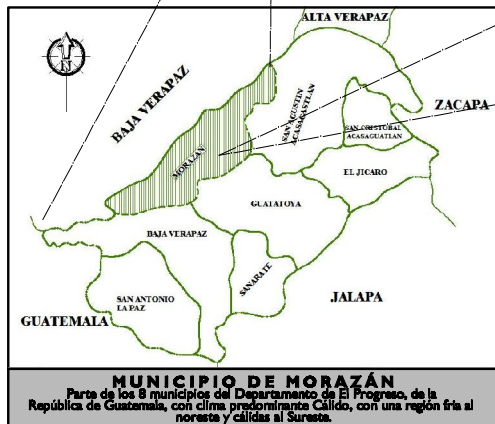 ALTA VERAPAZ
N
BAJA VERAPAZ
ZACAPA
SAN AGUSTIN
ACASAGASTLAN
SAN CRISTOBAL
ACASAGUATLAN
MORAZAN
EL JICARO
GUATATOYA
BAJA VERAPAZ
SANARATE
SAN ANTONIO
LA PAZ
JALAPA
GUATEMALA
MUNICIPIO DE MORAZÁN
Parte de los 8 municipios del Departamento de El Progreso, de la
República de Guatemala, con clima predominante Cálido, con una región fría al
noreste y cálidas al Sureste.